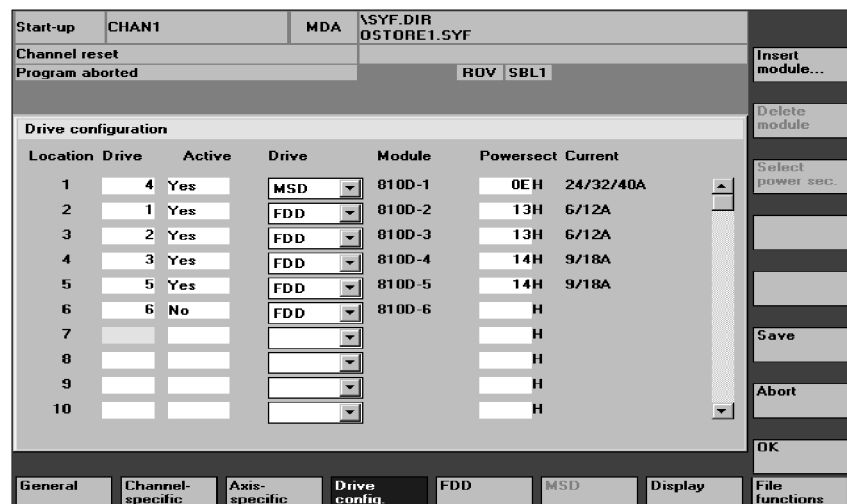 Start-up CHAN1 MDA \SYF.DIR
OSTORE1.SYF
Channel reset
Program aborted ROV SBL1
Insert
module...
Delete
module
Select
power sec.
Save
Abort
OK
Drive configuration
Location Drive Active Drive Module Powersect Current
1 4 Yes MSD 810D-1 0EH 24/32/40A
2 1 Yes FDD 810D-2 13H 6/12A
3 2 Yes FDD 810D-3 13H 6/12A
4 3 Yes FDD 810D-4 14H 9/18A
5 5 Yes FDD 810D-5 14H 9/18A
6 6 No FDD 810D-6 H
7 H
8 H
9 H
10 H
General Channel- Axis- Drive FDD MSD Display File
specific specific config. functions